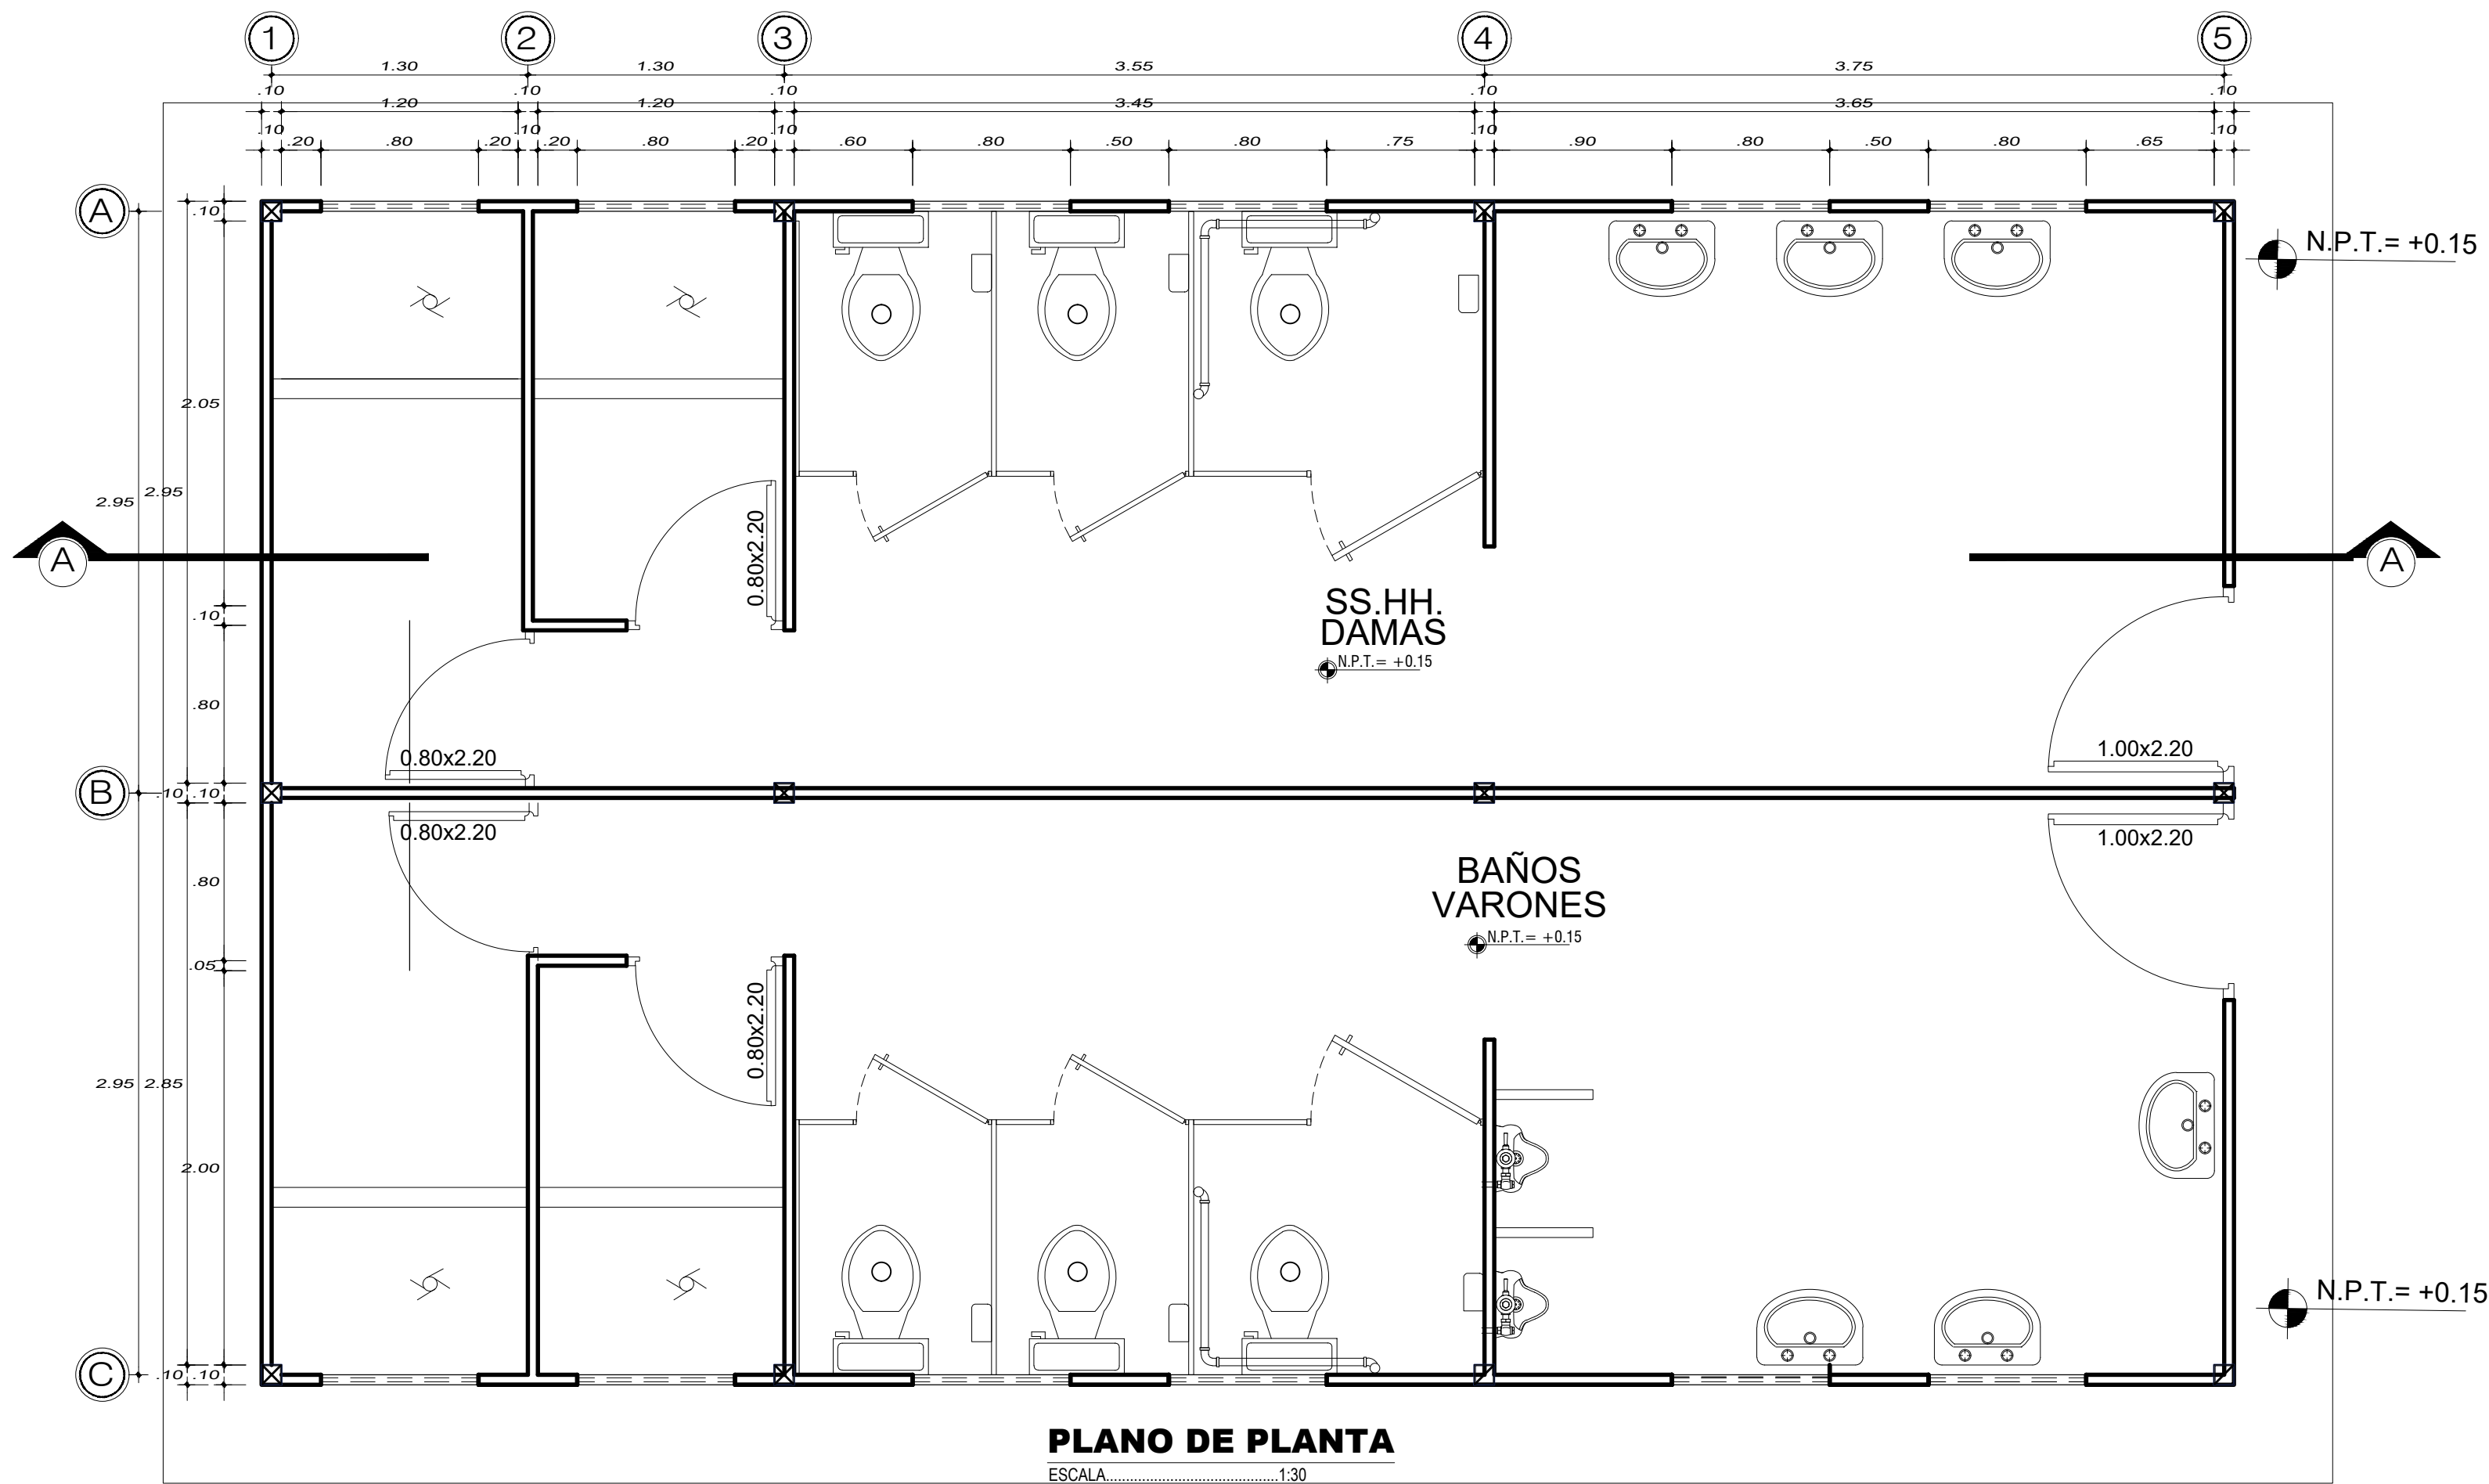 1 2 3 4 5
1.30 1.30 3.55 3.75
.10 .10 .10 .10
1.20 1.20 3.45 3.65
.10 .10 .10 .10 .10
.20 .80 .20 .20 .80 .20 .60 .80 .50 .80 .75 .90 .80 .50 .80 .65
A
.10
N.P.T.= +0.15
2.05
2.95 2.95
0.80x2.20
A A
.10
SS.HH.
DAMAS
N.P.T.= +0.15
.80
0.80x2.20 1.00x2.20
B
.10 .10
0.80x2.20 1.00x2.20
.80
BAÑOS
VARONES
N.P.T.= +0.15
.05
0.80x2.20
2.95 2.85
2.00
N.P.T.= +0.15
C
.10 .10
PLANO DE PLANTA
ESCALA...........................................1:30